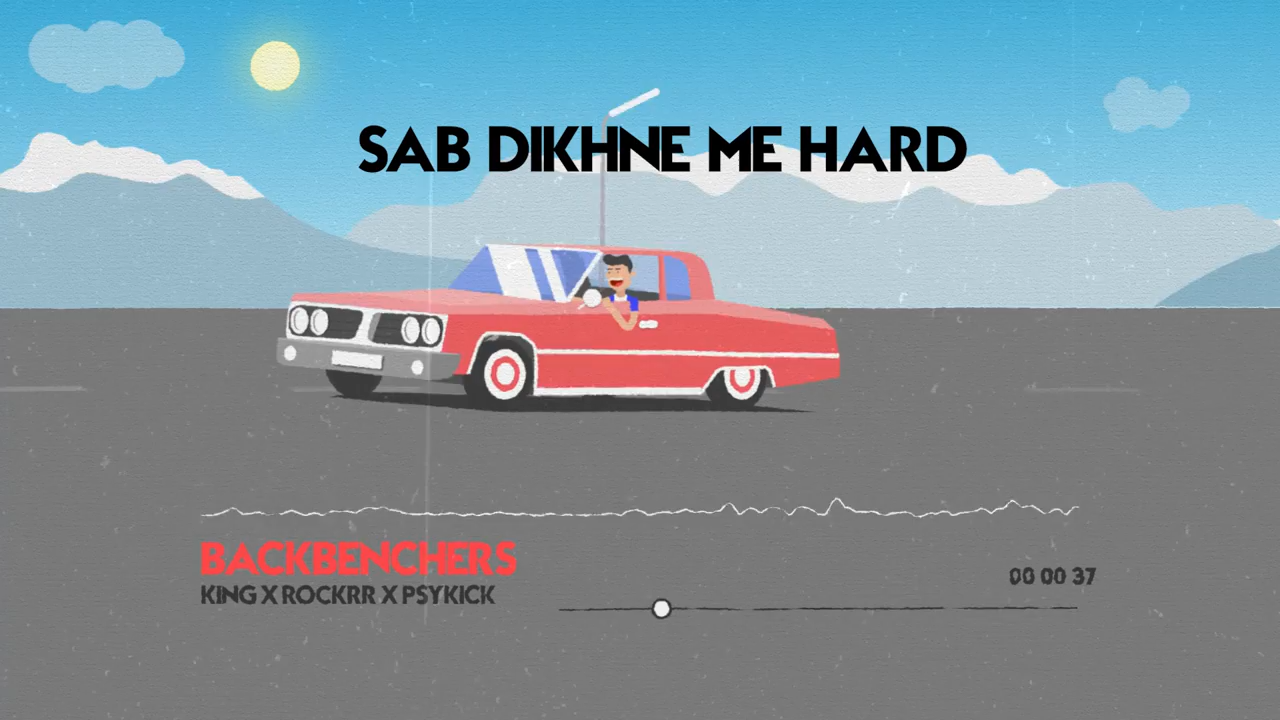 SAB DIKHNE ME HARD
BACKBENCHERS
KING X ROCKRR X PSYKICK
00 00 37